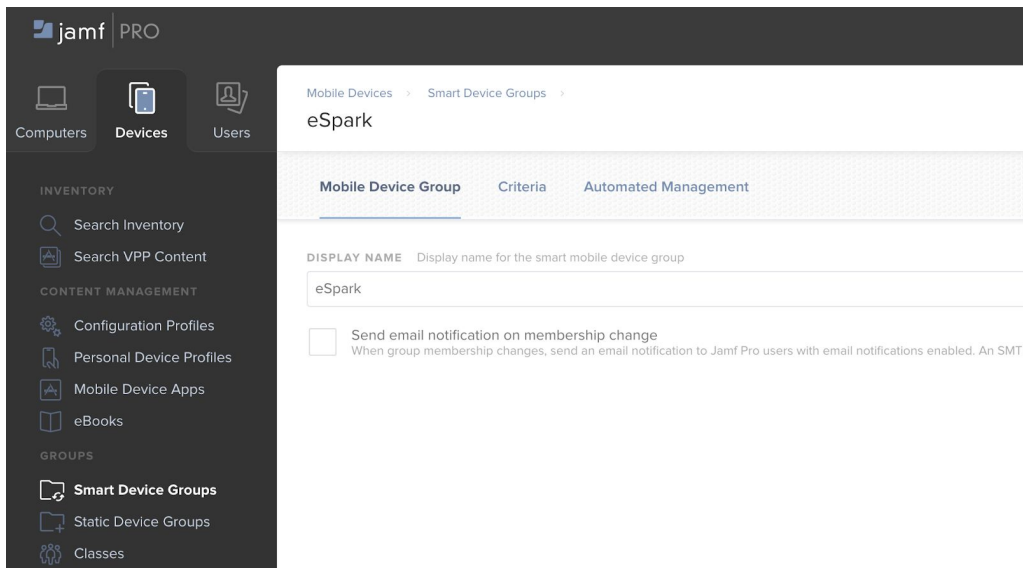 jamf PRO
Computers Devices Users
Mobile Devices > Smart Device Groups >
eSpark
Mobile Device Group Criteria Automated Management
INVENTORY
Search Inventory
Search VPP Content
CONTENT MANAGEMENT
Configuration Profiles
Personal Device Profiles
Mobile Device Apps
eBooks
GROUPS
Smart Device Groups
Static Device Groups
Classes
DISPLAY NAME Display name for the smart mobile device group
eSpark
Send email notification on membership change
When group membership changes, send an email notification to Jamf Pro users with email notifications enabled. An SMT